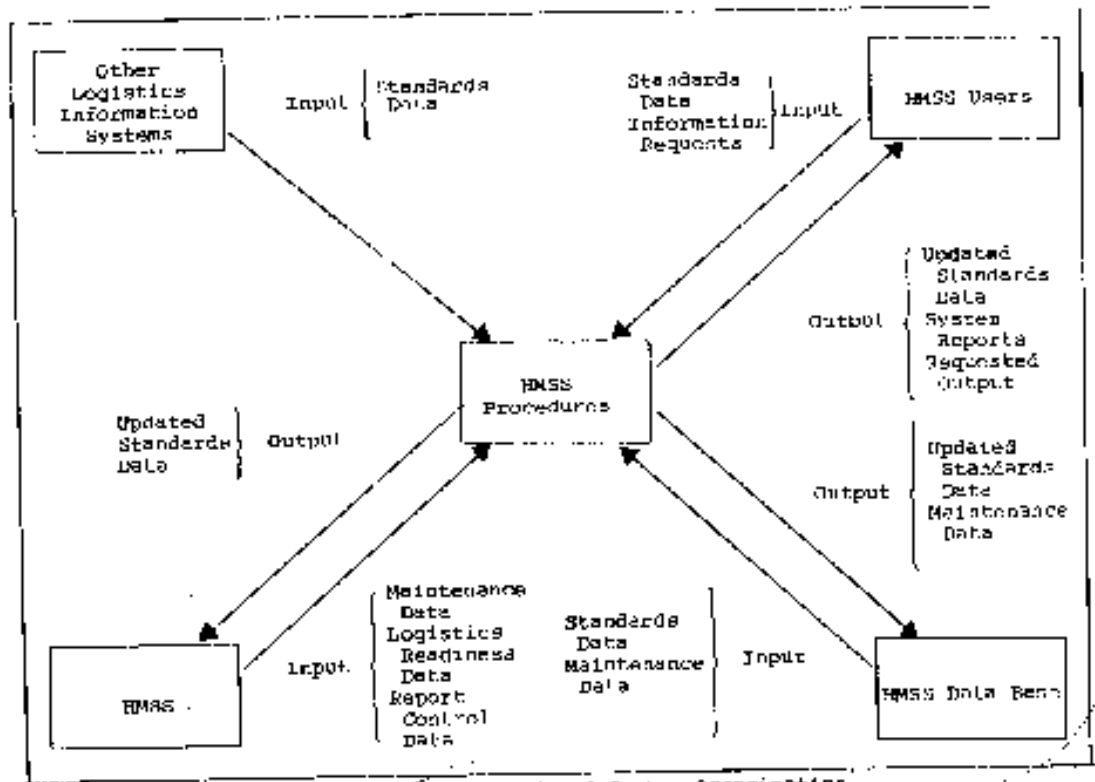 Other
Logistics
Information
Systems
Input
Standards
Data
Standards
Data
Information
Requests
Input
HMSS Users
Updated
Standards
Data
System
Reports
Requested
Output
Output
HMSS
Procedures
Updated
Standards
Data
Output
Output
Updated
Standards
Data
Maintenance
Data
HMSS
Input
Maintenance
Data
Logistics
Readiness
Data
Report
Control
Data
Standards
Data
Maintenance
Data
Input
HMSS Data Base